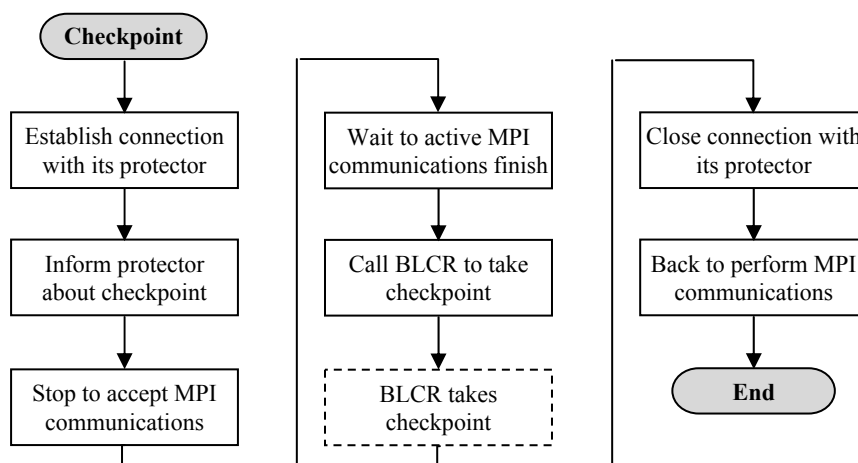 Checkpoint
Establish connection
with its protector
Inform protector
about checkpoint
Stop to accept MPI
communications
Wait to active MPI
communications finish
Call BLCR to take
checkpoint
BLCR takes
checkpoint
Close connection with
its protector
Back to perform MPI
communications
End